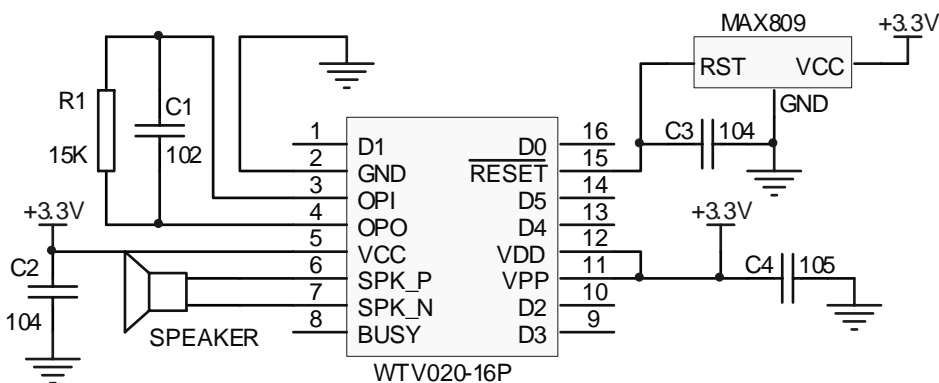 MAX809
+3.3V
RST VCC
GND
R1
15K
C1
102
C3 104
1 D1 D0 16
2 GND RESET 15
3 OPI D5 14
4 OPO D4 13
5 VCC VDD 12
6 SPK_P VPP 11
7 SPK_N D2 10
8 BUSY D3 9
+3.3V
C2
104
SPEAKER
+3.3V
C4 105
WTV020-16P